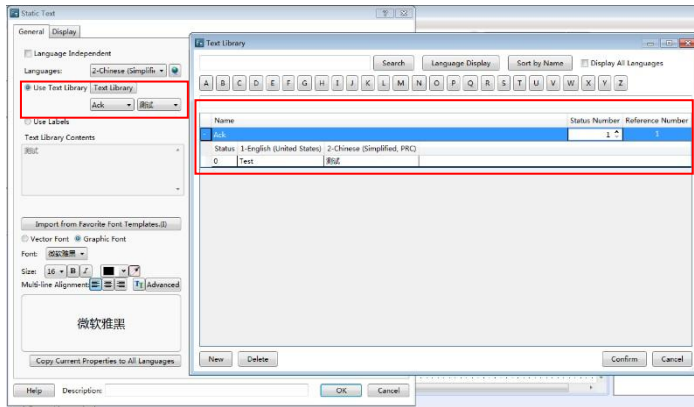 Static Text
General Display
Language Independent
Languages: 2-Chinese (Simplifi
Use Text Library Text Library
Ack 测试
Use Labels
Text Library Contents
测试
Import from Favorite Font Templates.(I)
Vector Font Graphic Font
Font: 微软雅黑
Size: 16 B I
Multi-line Alignment: Advanced
微软雅黑
Copy Current Properties to All Languages
Help Description: OK Cancel
Text Library
Search Language Display Sort by Name Display All Languages
A B C D E F G H I J K L M N O P Q R S T U V W X Y Z
Name Status Number Reference Number
Ack 1 1
Status 1-English (United States) 2-Chinese (Simplified, PRC)
0 Test 测试
New Delete Confirm Cancel